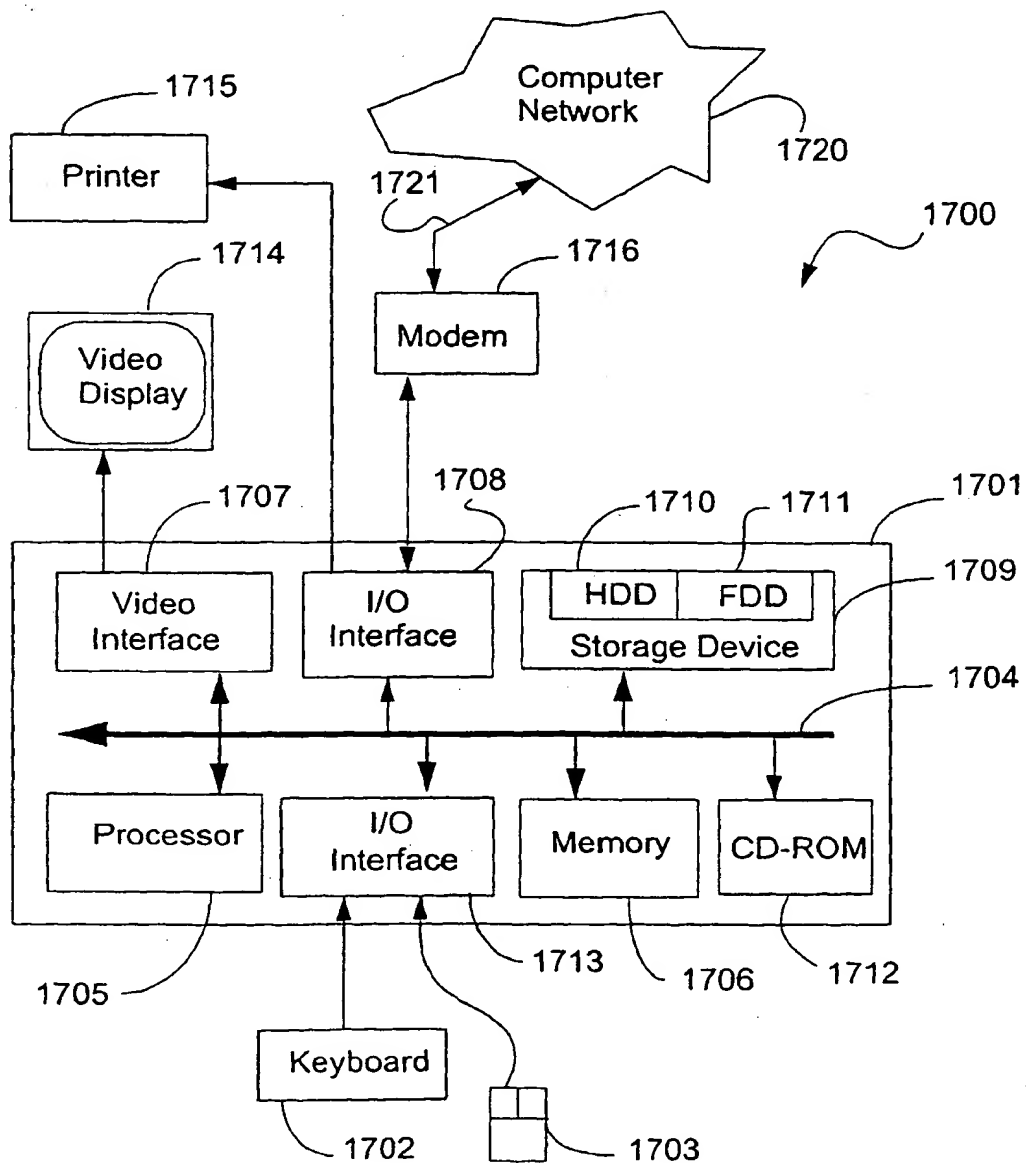 1715
Printer
Computer
Network
1720
1721
1700
1714
Video
Display
1716
Modem
1707
1708
1710
1711
1701
Video
Interface
I/O
Interface
HDD
FDD
Storage Device
1709
1704
Processor
I/O
Interface
Memory
CD-ROM
1705
1713
1706
1712
Keyboard
1702
1703